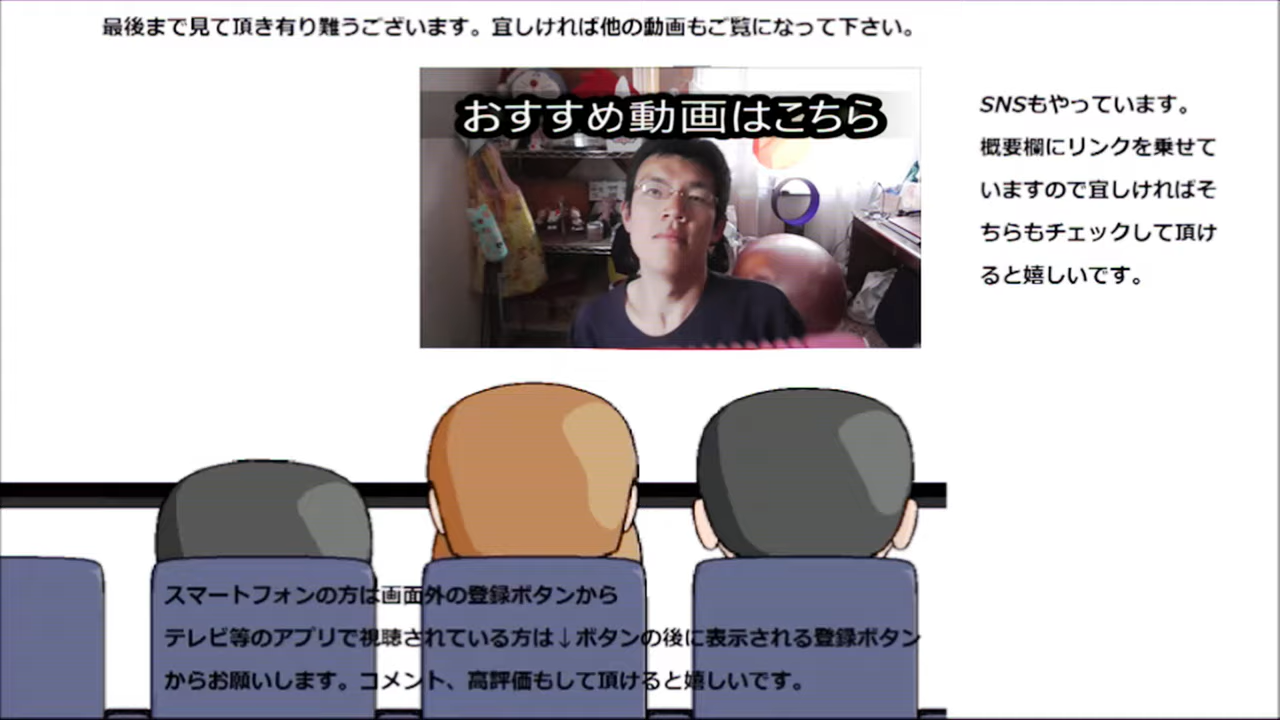 最後まで見て頂き有り難うございます。宜しければ他の動画もご覧になって下さい。
おすすめ動画はこちら
SNSもやっています。
概要欄にリンクを乗せて
いますので宜しければそ
ちらもチェックして頂け
ると嬉しいです。
スマートフォンの方は画面外の登録ボタンから
テレビ等のアプリで視聴されている方は↓ボタンの後に表示される登録ボタン
からお願いします。コメント、高評価もして頂けると嬉しいです。